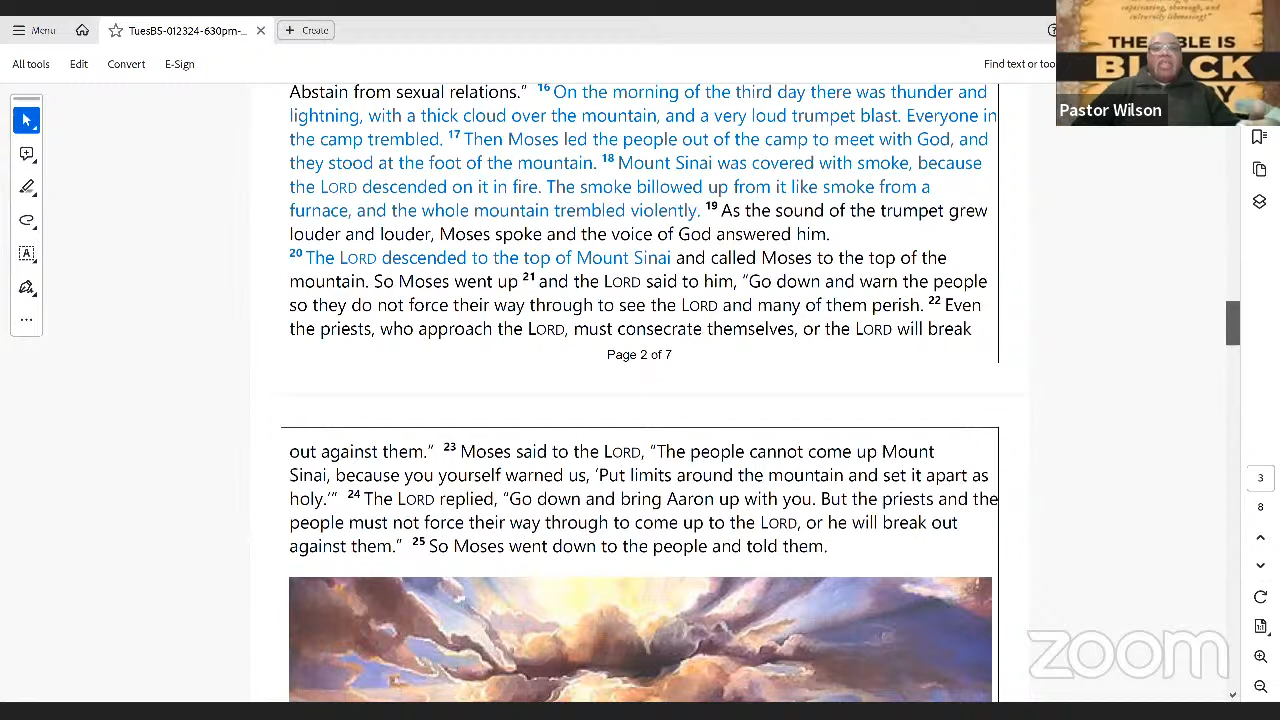 Menu
TuesB5-012324-630pm-...
Create
captivating, thorough, and
culturally liberating!"
THE BIBLE IS
BLACK
Pastor Wilson
All tools
Edit
Convert
E-Sign
Find text or too
Abstain from sexual relations.” 16 On the morning of the third day there was thunder and
lightning, with a thick cloud over the mountain, and a very loud trumpet blast. Everyone in
the camp trembled. 17 Then Moses led the people out of the camp to meet with God, and
they stood at the foot of the mountain. 18 Mount Sinai was covered with smoke, because
the LORD descended on it in fire. The smoke billowed up from it like smoke from a
furnace, and the whole mountain trembled violently. 19 As the sound of the trumpet grew
louder and louder, Moses spoke and the voice of God answered him.
20 The LORD descended to the top of Mount Sinai and called Moses to the top of the
mountain. So Moses went up 21 and the LORD said to him, “Go down and warn the people
so they do not force their way through to see the LORD and many of them perish. 22 Even
the priests, who approach the LORD, must consecrate themselves, or the LORD will break
Page 2 of 7
out against them.” 23 Moses said to the LORD, “The people cannot come up Mount
Sinai, because you yourself warned us, ‘Put limits around the mountain and set it apart as
holy.’” 24 The LORD replied, “Go down and bring Aaron up with you. But the priests and the
people must not force their way through to come up to the LORD, or he will break out
against them.” 25 So Moses went down to the people and told them.
3
8
zoom